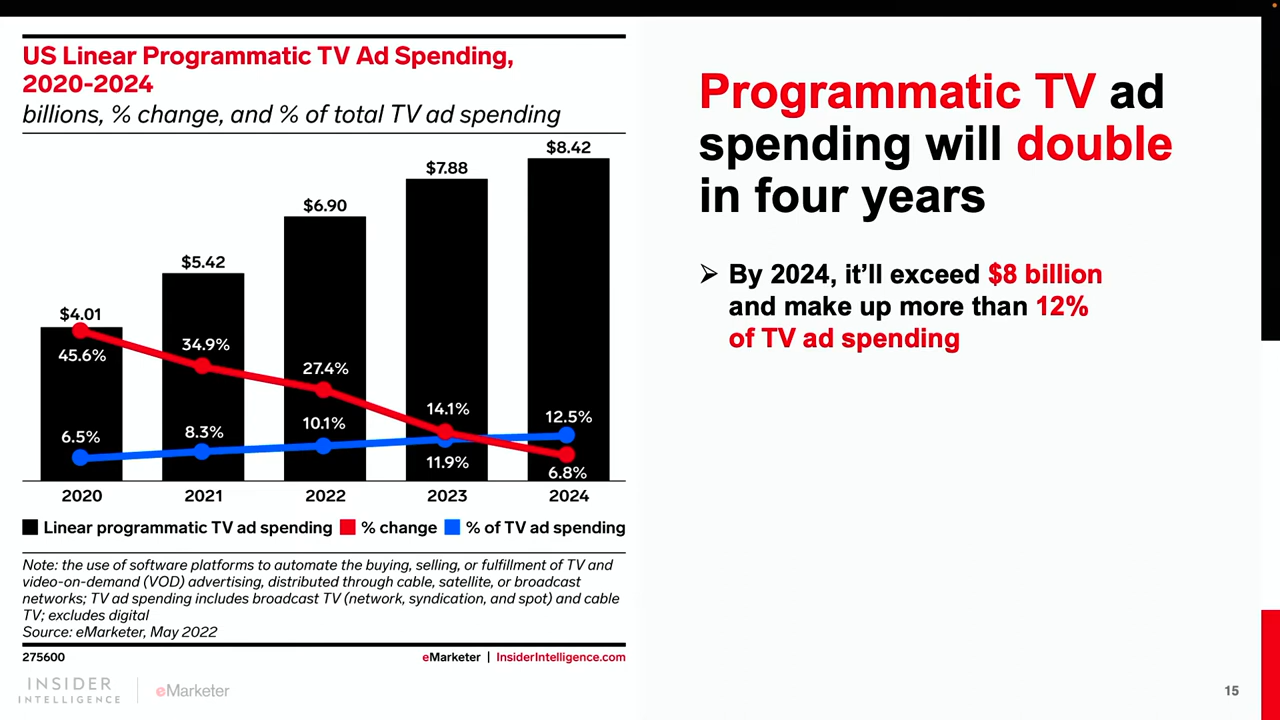 US Linear Programmatic TV Ad Spending,
2020-2024
billions, % change, and % of total TV ad spending
$8.42
$7.88
$6.90
$5.42
$4.01
45.6%
34.9%
27.4%
14.1%
12.5%
6.5%
8.3%
10.1%
11.9%
6.8%
2020 2021 2022 2023 2024
Linear programmatic TV ad spending % change % of TV ad spending
Note: the use of software platforms to automate the buying, selling, or fulfillment of TV and
video-on-demand (VOD) advertising, distributed through cable, satellite, or broadcast
networks; TV ad spending includes broadcast TV (network, syndication, and spot) and cable
TV; excludes digital
Source: eMarketer, May 2022
275600 eMarketer | InsiderIntelligence.com
INSIDER
INTELLIGENCE
eMarketer
Programmatic TV ad
spending will double
in four years
➢ By 2024, it’ll exceed $8 billion
and make up more than 12%
of TV ad spending
15